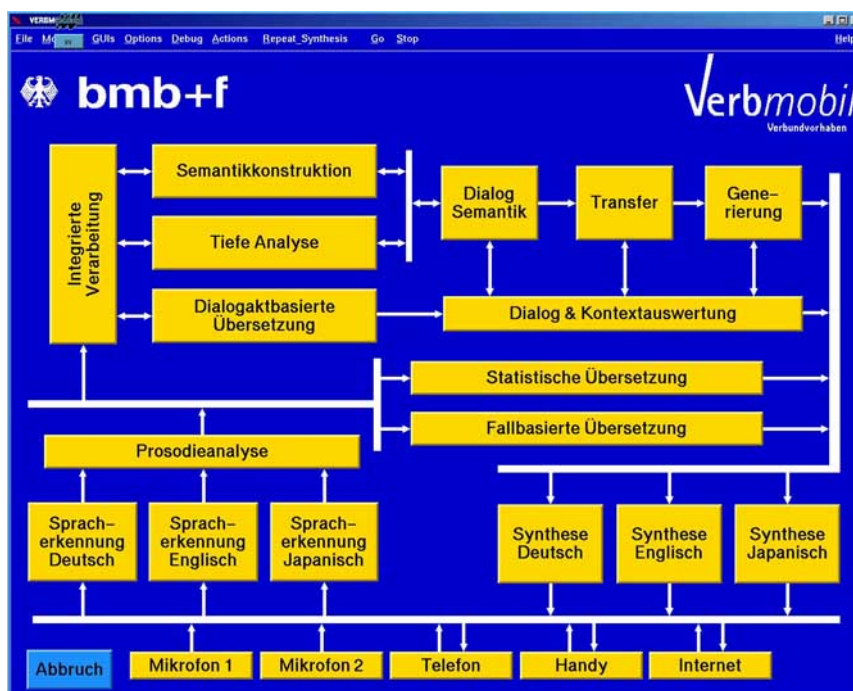 VERBM
File
GUIs Options Debug Actions Repeat_Synthesis Go Stop
Help
bmb+f
Verbmobil
Verbundvorhaben
Integrierte
Verarbeitung
Semantikkonstruktion
Tiefe Analyse
Dialogaktbasierte
Übersetzung
Dialog
Semantik
Transfer
Gene–
rierung
Dialog & Kontextauswertung
Statistische Übersetzung
Fallbasierte Übersetzung
Prosodieanalyse
Sprach–
erkennung
Deutsch
Sprach–
erkennung
Englisch
Sprach–
erkennung
Japanisch
Synthese
Deutsch
Synthese
Englisch
Synthese
Japanisch
Abbruch
Mikrofon 1
Mikrofon 2
Telefon
Handy
Internet